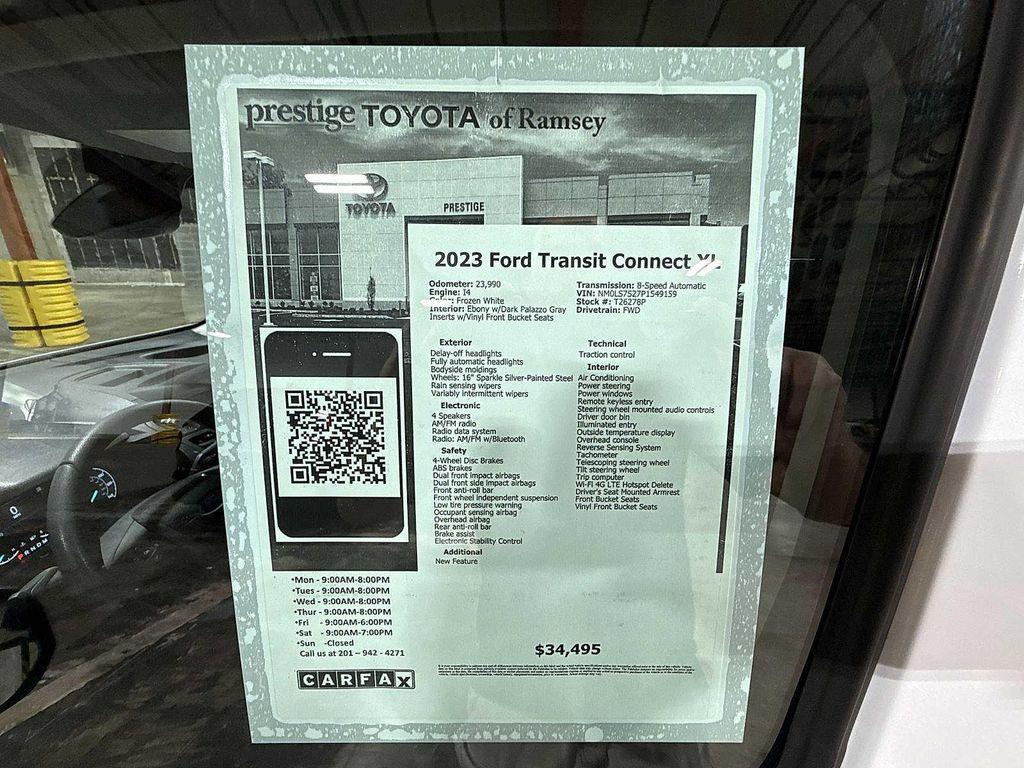 prestige TOYOTA of Ramsey
TOYOTA
PRESTIGE
2023 Ford Transit Connect XL
Odometer: 23,990
Engine: I4
Color: Frozen White
Interior: Ebony w/Dark Palazzo Gray
Inserts w/Vinyl Front Bucket Seats
Transmission: 8-Speed Automatic
VIN: NM0LS7S27P1549159
Stock #: T26278P
Drivetrain: FWD
Exterior
Delay-off headlights
Fully automatic headlights
Bodyside moldings
Wheels: 16" Sparkle Silver-Painted Steel
Rain sensing wipers
Variably intermittent wipers
Electronic
4 Speakers
AM/FM radio
Radio data system
Radio: AM/FM w/Bluetooth
Safety
4-Wheel Disc Brakes
ABS brakes
Dual front impact airbags
Dual front side impact airbags
Front anti-roll bar
Front wheel independent suspension
Low tire pressure warning
Occupant sensing airbag
Overhead airbag
Rear anti-roll bar
Brake assist
Electronic Stability Control
Additional
New Feature
Technical
Traction control
Interior
Air Conditioning
Power steering
Power windows
Remote keyless entry
Steering wheel mounted audio controls
Driver door bin
Illuminated entry
Outside temperature display
Overhead console
Reverse Sensing System
Tachometer
Telescoping steering wheel
Tilt steering wheel
Trip computer
Wi-Fi 4G LTE Hotspot Delete
Driver's Seat Mounted Armrest
Front Bucket Seats
Vinyl Front Bucket Seats
•Mon - 9:00AM-8:00PM
•Tues - 9:00AM-8:00PM
•Wed - 9:00AM-8:00PM
•Thur - 9:00AM-8:00PM
•Fri - 9:00AM-6:00PM
•Sat - 9:00AM-7:00PM
•Sun -Closed
Call us at 201 – 942 - 4271
CARFAX
$34,495